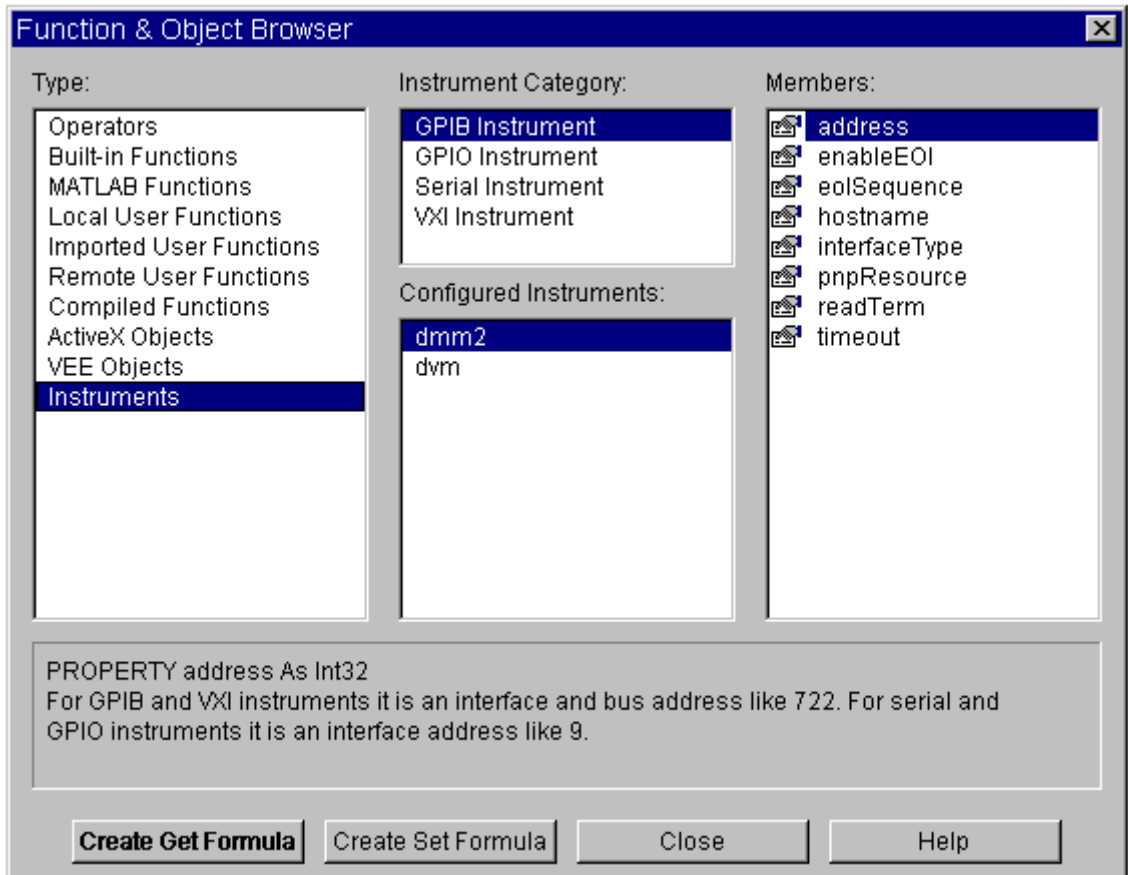 Function & Object Browser
Type:
Operators
Built-in Functions
MATLAB Functions
Local User Functions
Imported User Functions
Remote User Functions
Compiled Functions
ActiveX Objects
VEE Objects
Instruments
Instrument Category:
GPIB Instrument
GPIO Instrument
Serial Instrument
VXI Instrument
Configured Instruments:
dmm2
dvm
Members:
address
enableEOI
eolSequence
hostname
interfaceType
pnpResource
readTerm
timeout
PROPERTY address As Int32
For GPIB and VXI instruments it is an interface and bus address like 722. For serial and
GPIO instruments it is an interface address like 9.
Create Get Formula
Create Set Formula
Close
Help